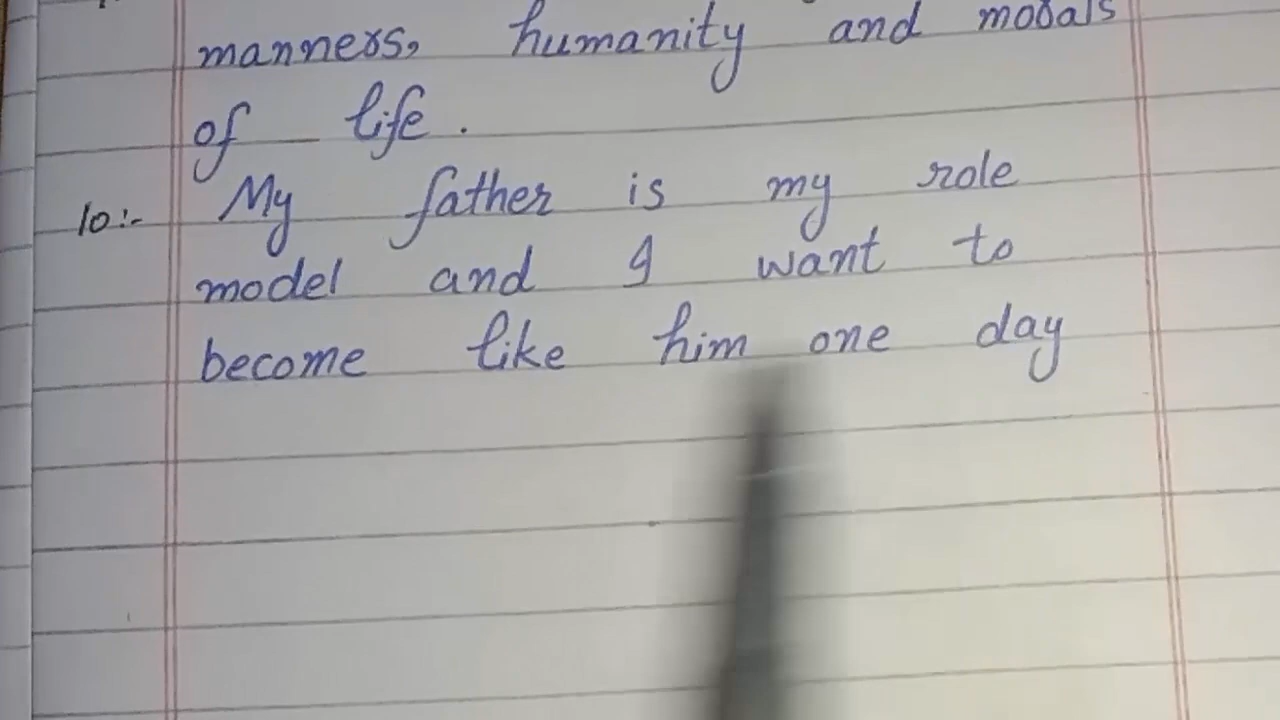 manners, humanity and morals
of life.
10:- My father is my role
model and I want to
become like him one day